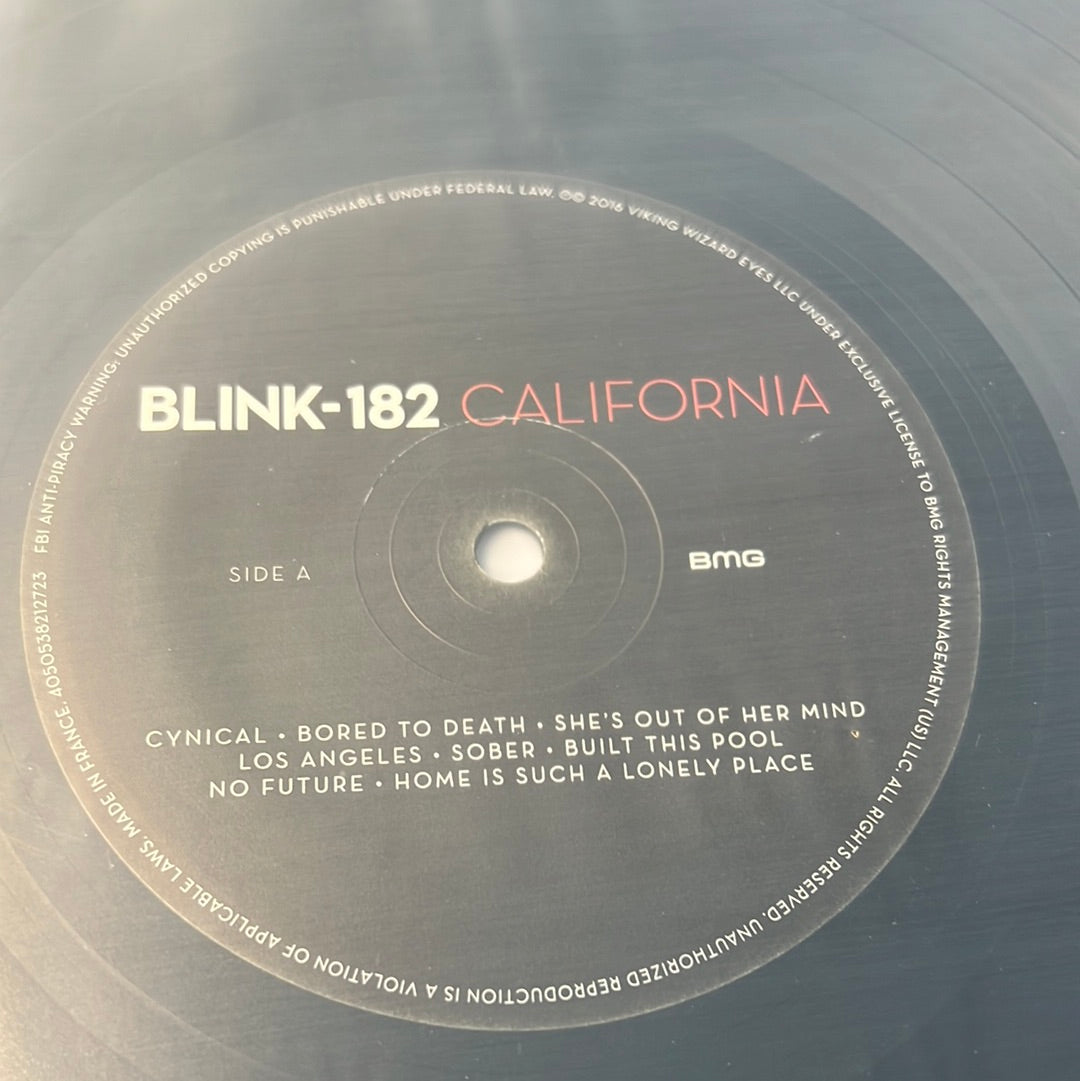 BLINK-182 CALIFORNIA
SIDE A
BMG
CYNICAL • BORED TO DEATH • SHE'S OUT OF HER MIND
LOS ANGELES • SOBER • BUILT THIS POOL
NO FUTURE • HOME IS SUCH A LONELY PLACE
FBI ANTI-PIRACY WARNING: UNAUTHORIZED COPYING IS PUNISHABLE UNDER FEDERAL LAW. ℗© 2016 VIKING WIZARD EYES LLC UNDER EXCLUSIVE LICENSE TO BMG RIGHTS MANAGEMENT (US) LLC. ALL RIGHTS RESERVED. UNAUTHORIZED REPRODUCTION IS A VIOLATION OF APPLICABLE LAWS. MADE IN FRANCE. 4050538212723